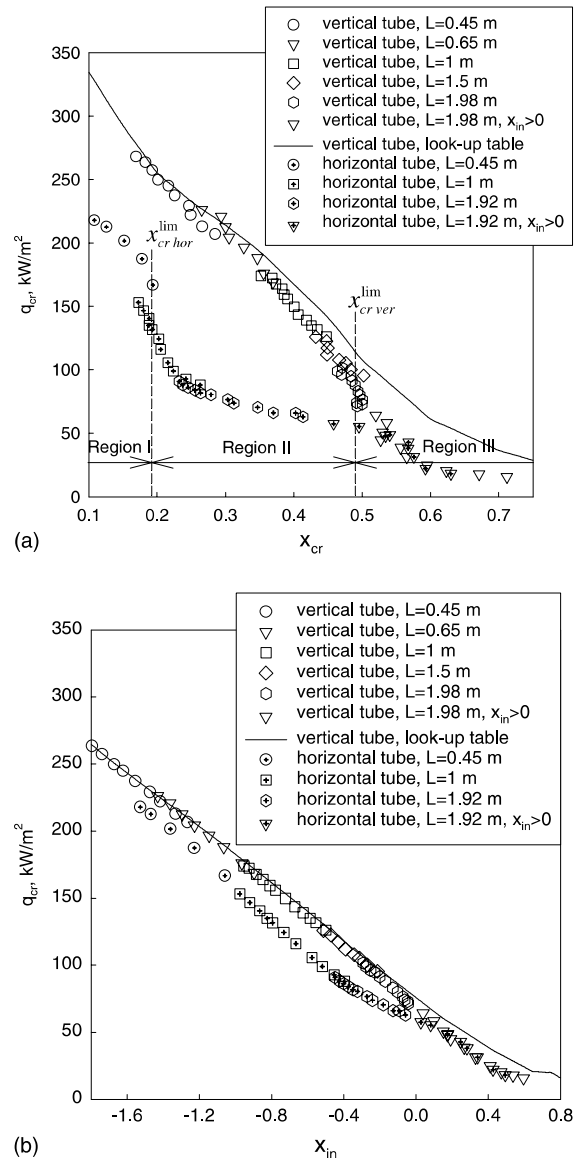 vertical tube, L=0.45 m
vertical tube, L=0.65 m
vertical tube, L=1 m
vertical tube, L=1.5 m
vertical tube, L=1.98 m
vertical tube, L=1.98 m, x_in>0
vertical tube, look-up table
horizontal tube, L=0.45 m
horizontal tube, L=1 m
horizontal tube, L=1.92 m
horizontal tube, L=1.92 m, x_in>0
350
300
250
200
150
100
50
0
q_cr, kW/m²
x_cr hor^lim
x_cr ver^lim
Region I
Region II
Region III
0.1 0.2 0.3 0.4 0.5 0.6 0.7
x_cr
(a)
vertical tube, L=0.45 m
vertical tube, L=0.65 m
vertical tube, L=1 m
vertical tube, L=1.5 m
vertical tube, L=1.98 m
vertical tube, L=1.98 m, x_in>0
vertical tube, look-up table
horizontal tube, L=0.45 m
horizontal tube, L=1 m
horizontal tube, L=1.92 m
horizontal tube, L=1.92 m, x_in>0
350
300
250
200
150
100
50
0
q_cr, kW/m²
-1.6 -1.2 -0.8 -0.4 0.0 0.4 0.8
x_in
(b)